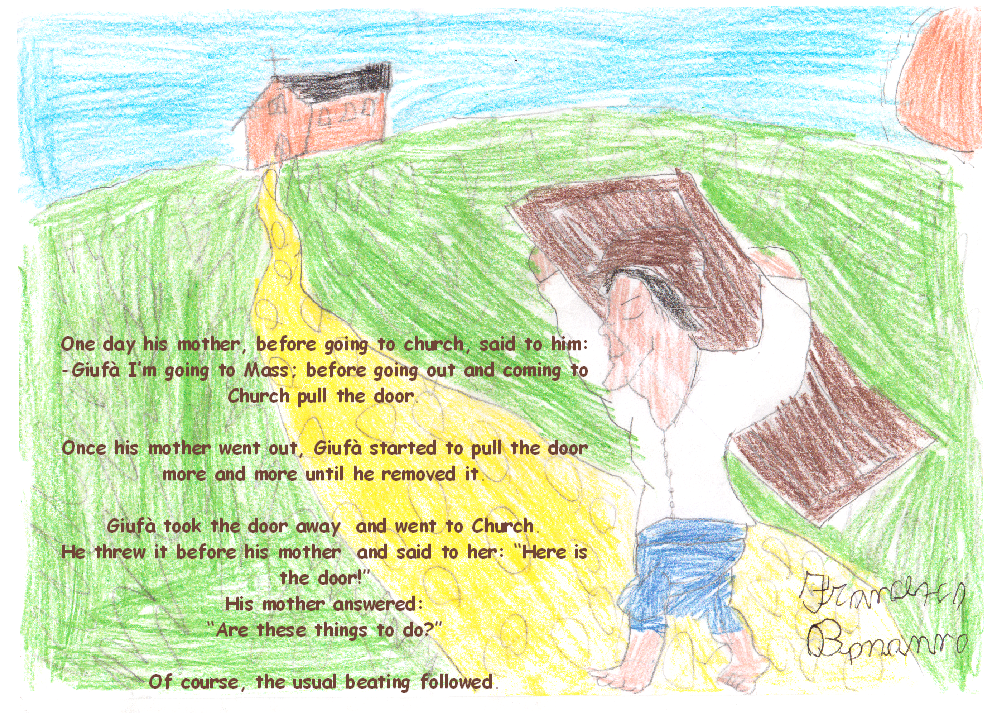 One day his mother, before going to church, said to him:
-Giufà I'm going to Mass; before going out and coming to
Church pull the door.
Once his mother went out, Giufà started to pull the door
more and more until he removed it.
Giufà took the door away and went to Church.
He threw it before his mother and said to her: "Here is
the door!"
His mother answered:
"Are these things to do?"
Of course, the usual beating followed.
Francesco
Bonanno